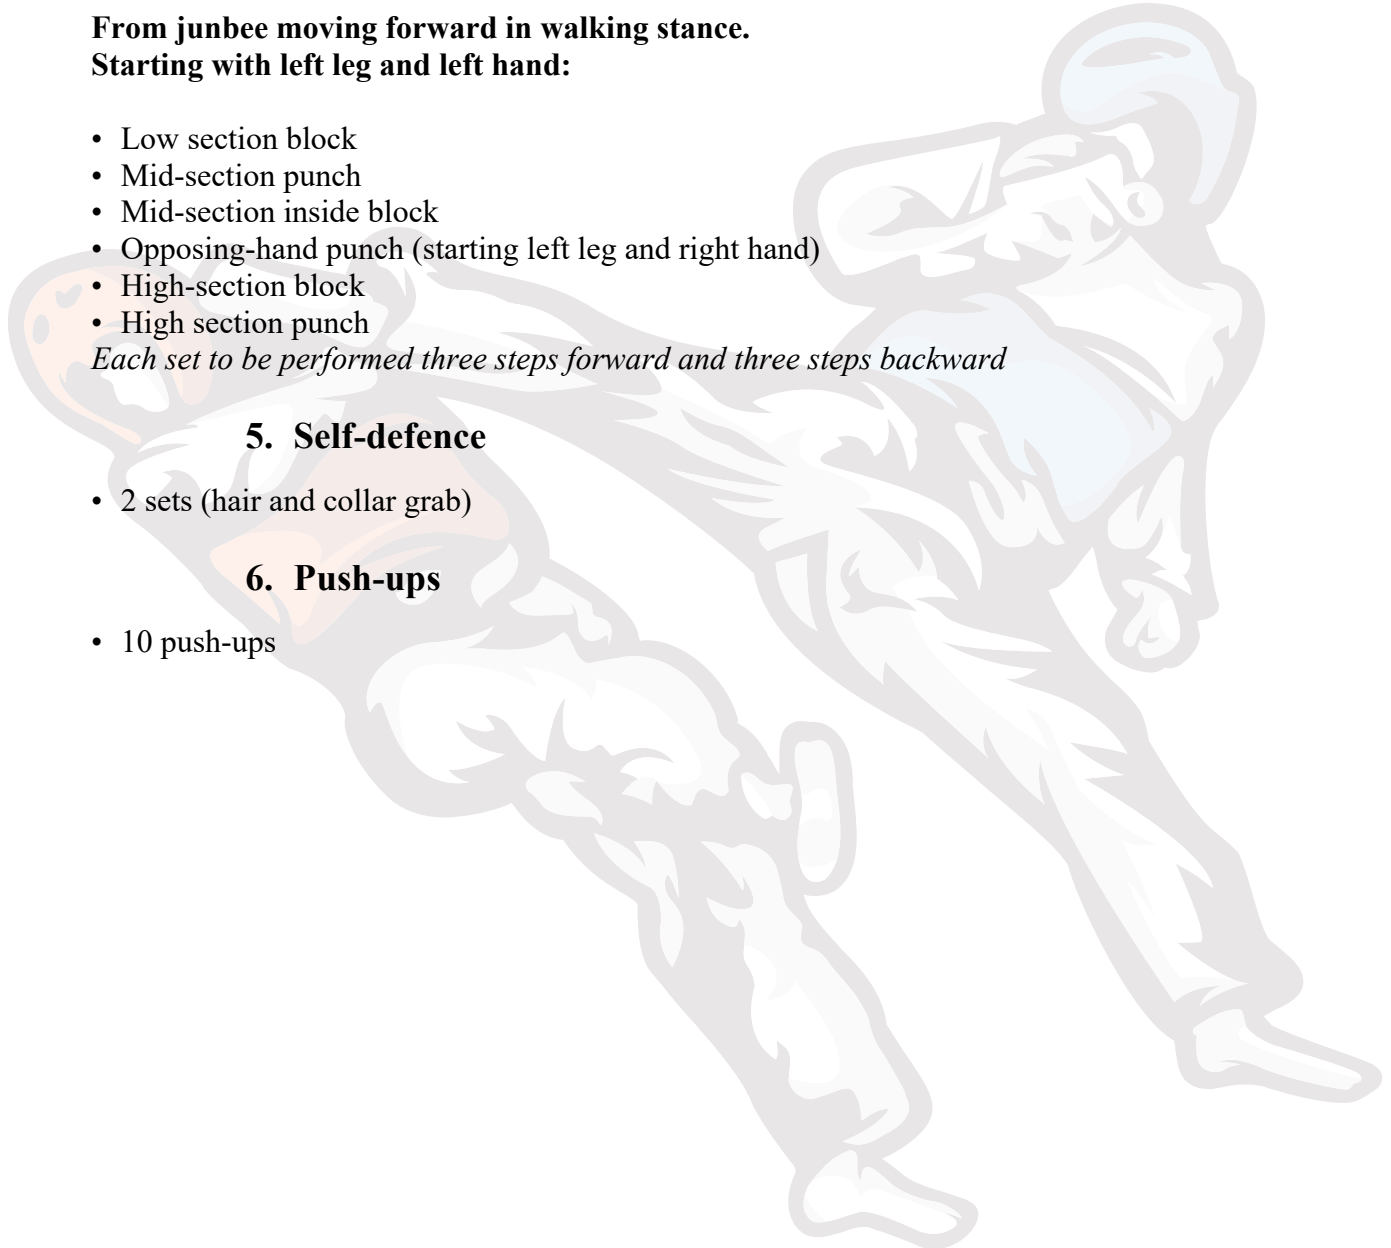 From junbee moving forward in walking stance.
Starting with left leg and left hand:
• Low section block
• Mid-section punch
• Mid-section inside block
• Opposing-hand punch (starting left leg and right hand)
• High-section block
• High section punch
Each set to be performed three steps forward and three steps backward
5. Self-defence
• 2 sets (hair and collar grab)
6. Push-ups
• 10 push-ups